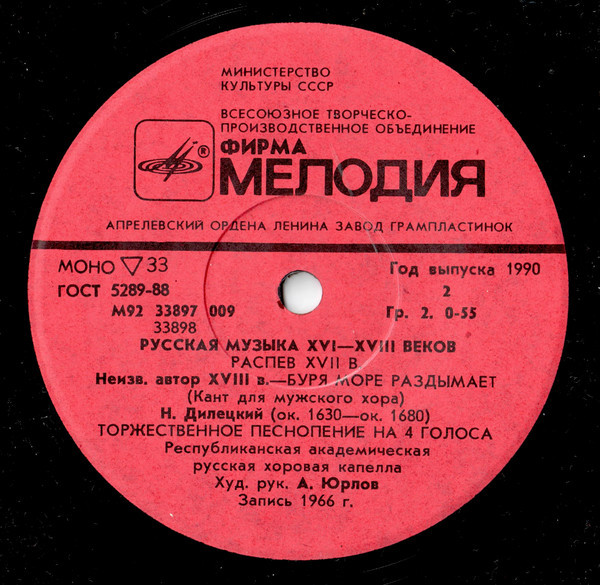 МИНИСТЕРСТВО
КУЛЬТУРЫ СССР
ВСЕСОЮЗНОЕ ТВОРЧЕСКО-
ПРОИЗВОДСТВЕННОЕ ОБЪЕДИНЕНИЕ
ФИРМА
® МЕЛОДИЯ
АПРЕЛЕВСКИЙ ОРДЕНА ЛЕНИНА ЗАВОД ГРАМПЛАСТИНОК
МОНО ▽ 33 Год выпуска 1990
ГОСТ 5289-88 2
М92 33897 009 Гр. 2. 0-55
33898
РУССКАЯ МУЗЫКА XVI—XVIII ВЕКОВ
РАСПЕВ XVII В
Неизв. автор XVIII в.—БУРЯ МОРЕ РАЗДЫМАЕТ
(Кант для мужского хора)
Н. Дилецкий (ок. 1630—ок. 1680)
ТОРЖЕСТВЕННОЕ ПЕСНОПЕНИЕ НА 4 ГОЛОСА
Республиканская академическая
русская хоровая капелла
Худ. рук. А. Юрлов
Запись 1966 г.